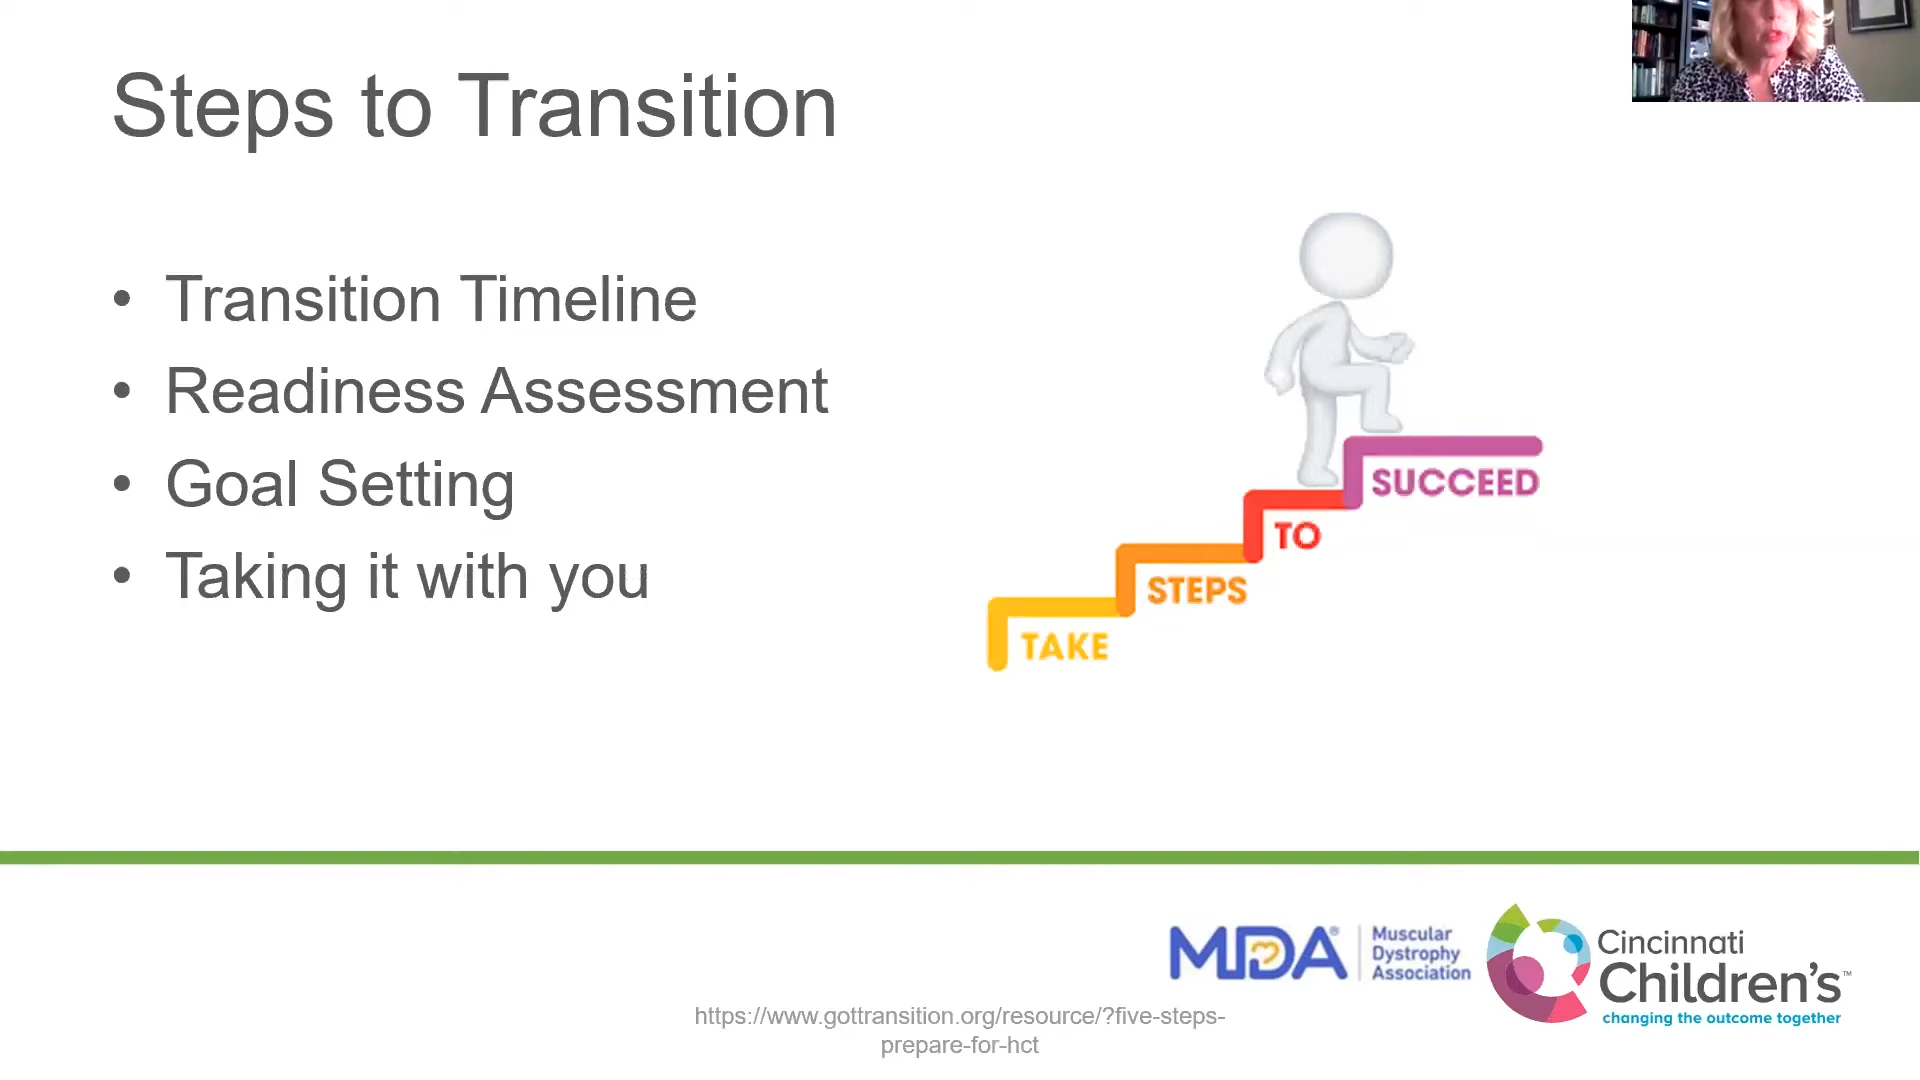 Steps to Transition
• Transition Timeline
• Readiness Assessment
• Goal Setting
• Taking it with you
TAKE
STEPS
TO
SUCCEED
MDA®
Muscular
Dystrophy
Association
Cincinnati
Children's™
changing the outcome together
https://www.gottransition.org/resource/?five-steps-
prepare-for-hct